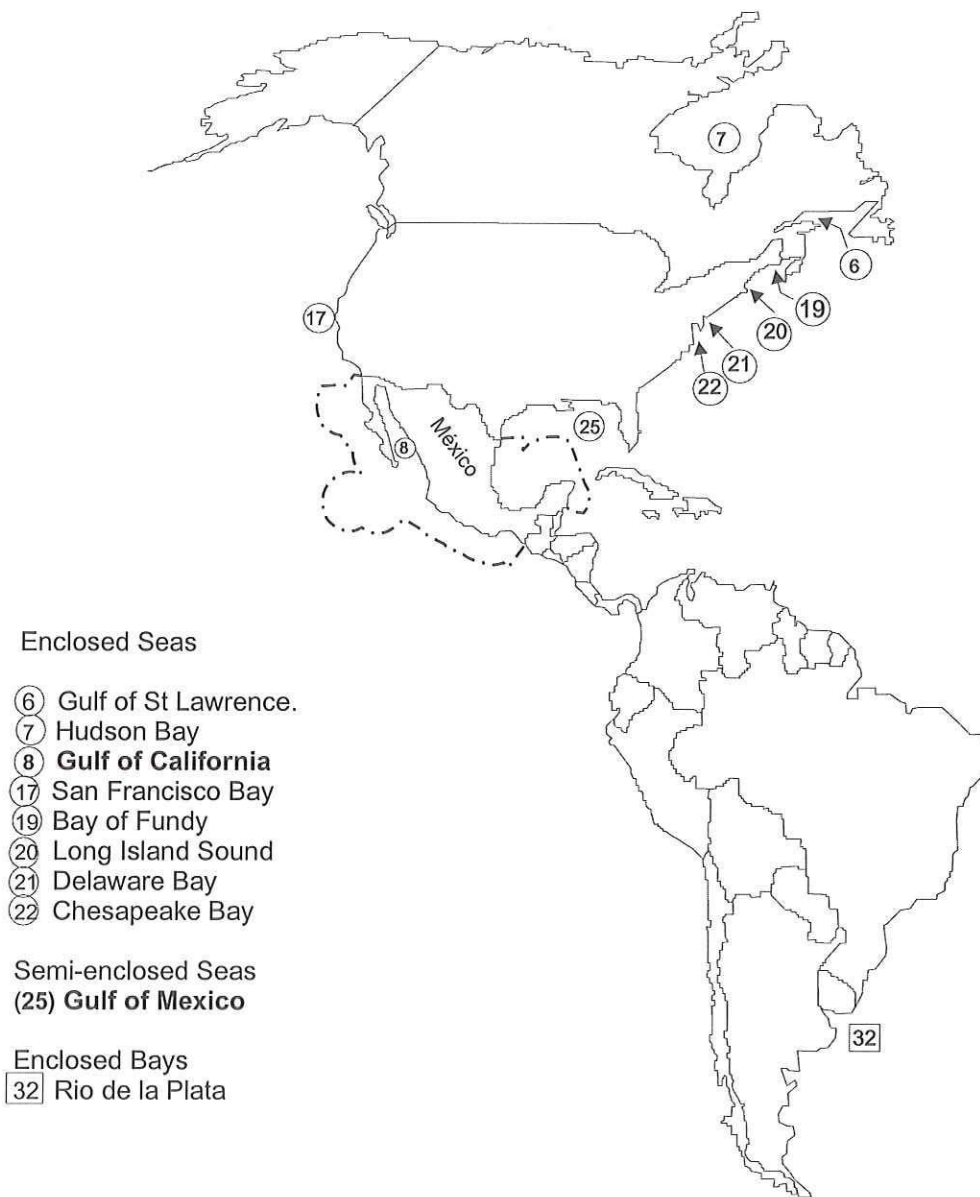 7
6
19
20
21
22
17
25
8
México
Enclosed Seas
6 Gulf of St Lawrence.
7 Hudson Bay
8 Gulf of California
17 San Francisco Bay
19 Bay of Fundy
20 Long Island Sound
21 Delaware Bay
22 Chesapeake Bay
Semi-enclosed Seas
(25) Gulf of Mexico
Enclosed Bays
32 Rio de la Plata
32